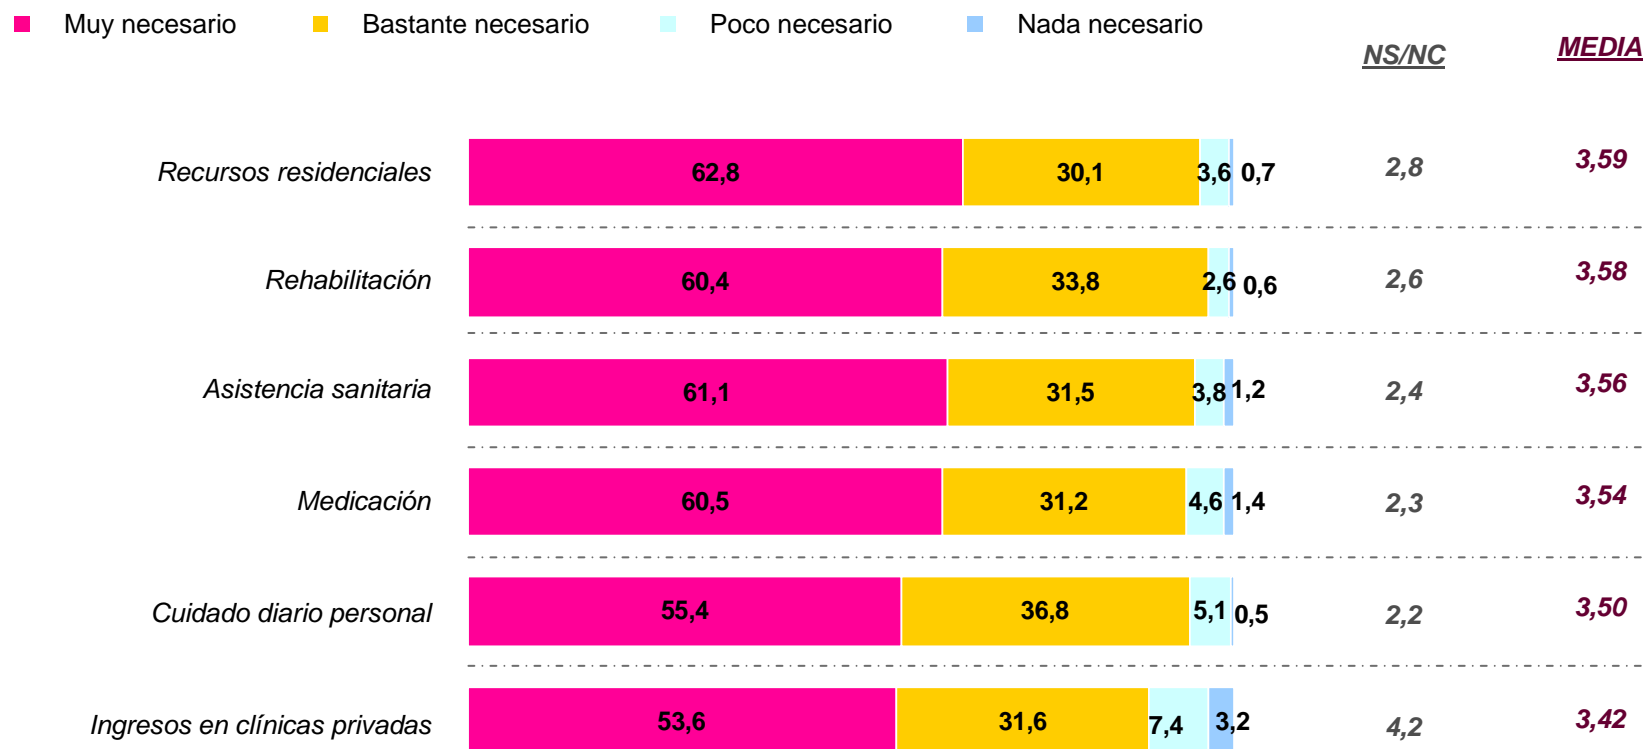 Muy necesario Bastante necesario Poco necesario Nada necesario
NS/NC MEDIA
Recursos residenciales 62,8 30,1 3,6 0,7 2,8 3,59
Rehabilitación 60,4 33,8 2,6 0,6 2,6 3,58
Asistencia sanitaria 61,1 31,5 3,8 1,2 2,4 3,56
Medicación 60,5 31,2 4,6 1,4 2,3 3,54
Cuidado diario personal 55,4 36,8 5,1 0,5 2,2 3,50
Ingresos en clínicas privadas 53,6 31,6 7,4 3,2 4,2 3,42